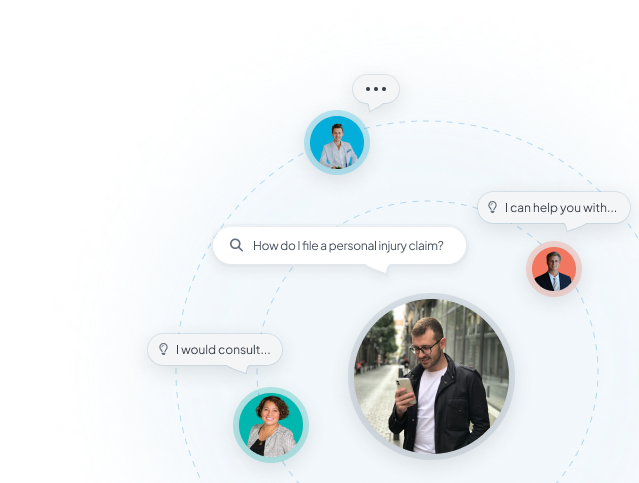 I can help you with...
How do I file a personal injury claim?
I would consult...